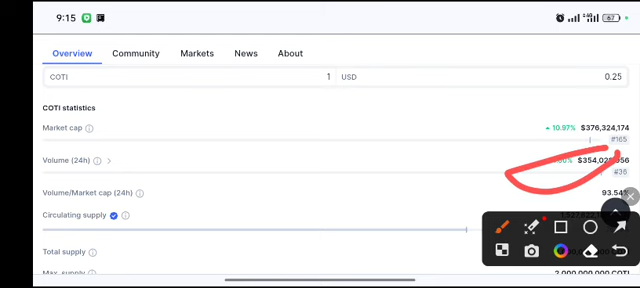 9:15
67
Overview Community Markets News About
COTI 1 USD 0.25
COTI statistics
Market cap 10.97% $376,324,174
#165
Volume (24h)
#36
Volume/Market cap (24h) 93.54%
Circulating supply
Total supply
Max. supply 2,000,000,000 COTI